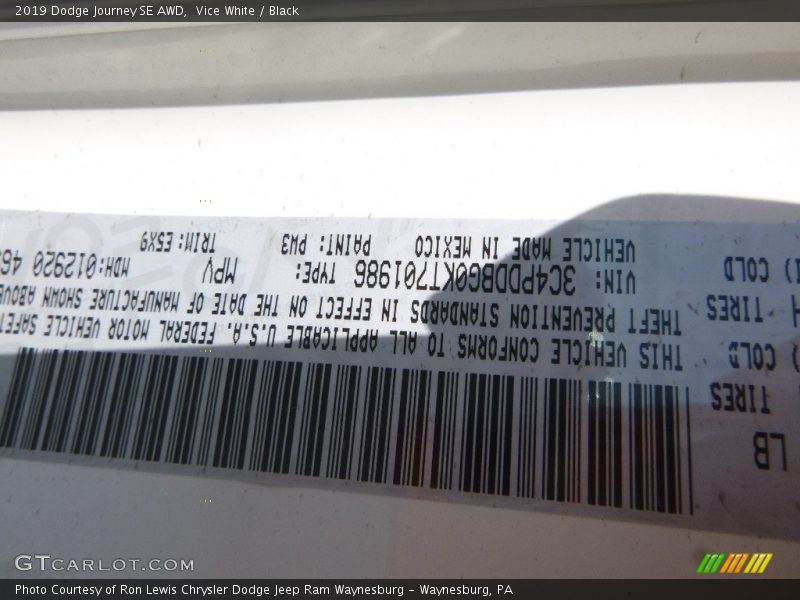 2019 Dodge Journey SE AWD,  Vice White / Black
LB
TIRES
COLD
THIS VEHICLE CONFORMS TO ALL APPLICABLE U.S.A. FEDERAL MOTOR VEHICLE
TIRES
THEFT PREVENTION STANDARDS IN EFFECT ON THE DATE OF MANUFACTURE SHOWN
COLD
VIN: 3C4PDDBG0KT701986 TYPE: MPV MDH:012920
VEHICLE MADE IN MEXICO PAINT: PW3 TRIM: E5X9
GTCARLOT.COM
Photo Courtesy of Ron Lewis Chrysler Dodge Jeep Ram Waynesburg – Waynesburg, PA